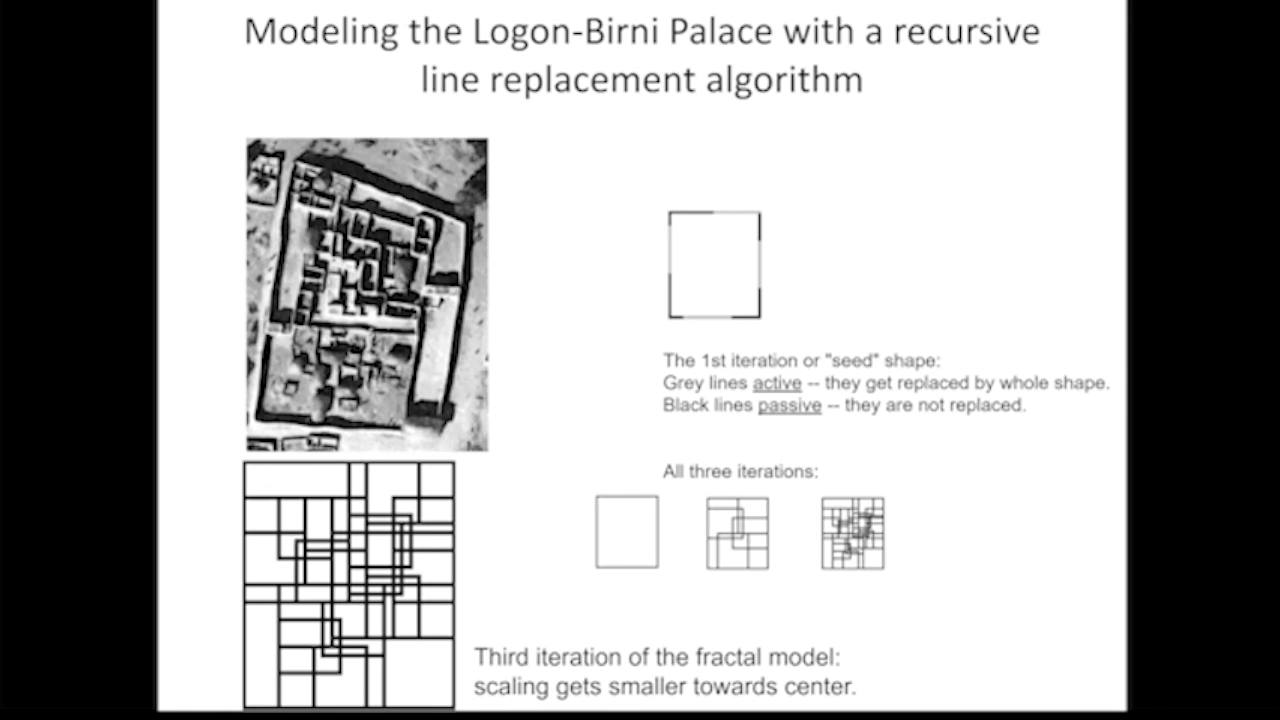 Modeling the Logon-Birni Palace with a recursive
line replacement algorithm
The 1st iteration or "seed" shape:
Grey lines active -- they get replaced by whole shape.
Black lines passive -- they are not replaced.
All three iterations:
Third iteration of the fractal model:
scaling gets smaller towards center.